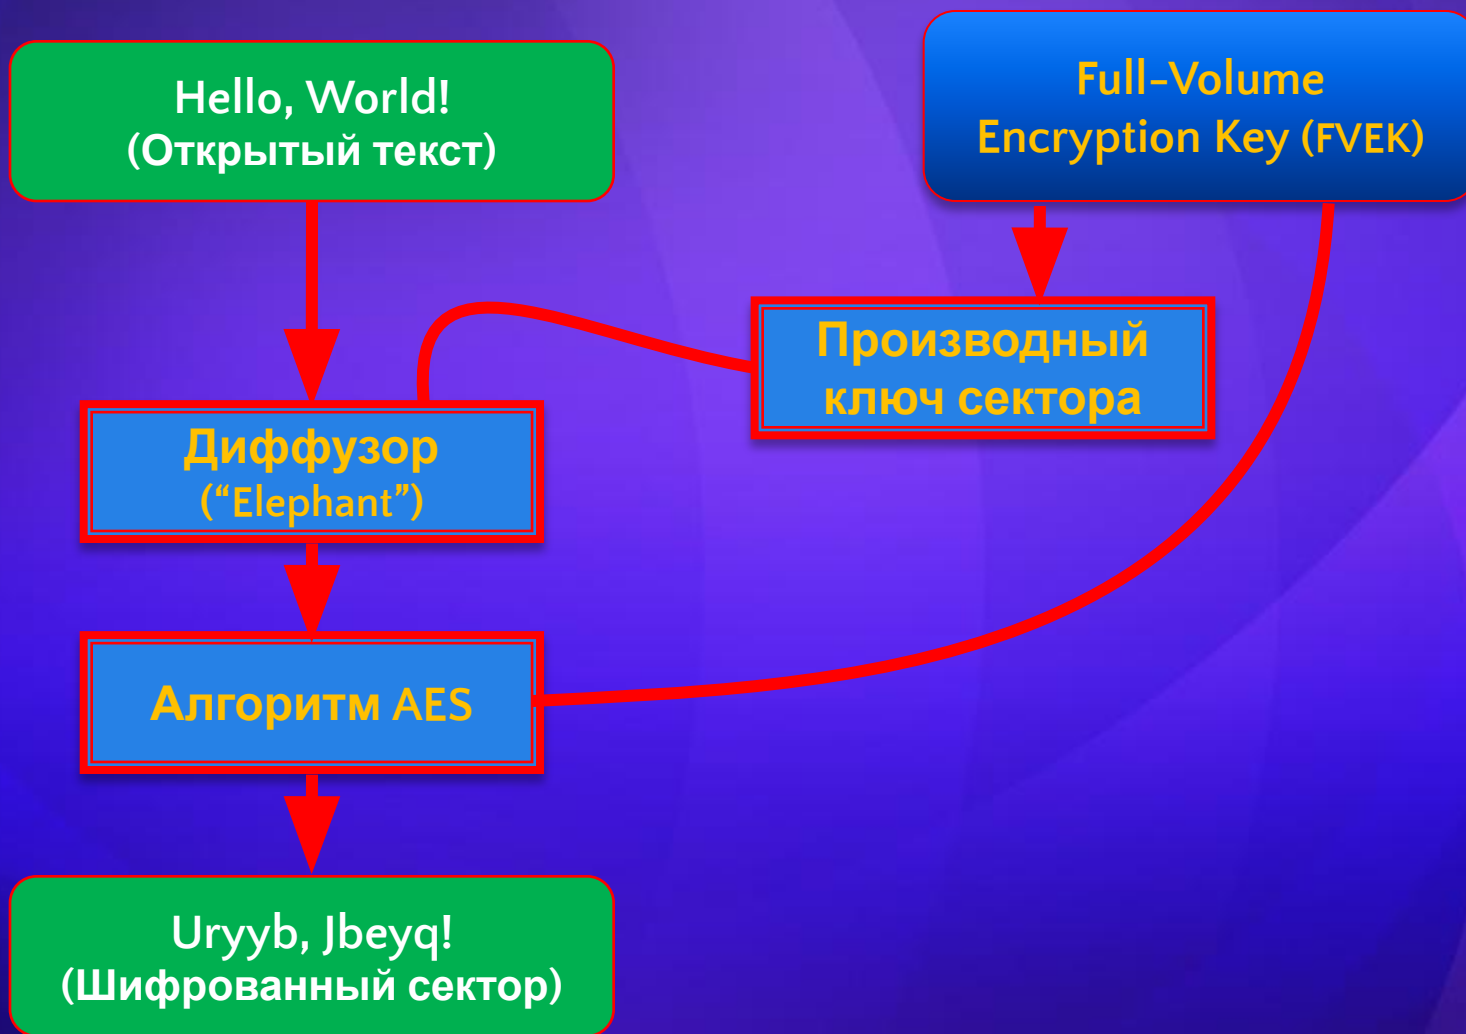 Hello, World!
(Открытый текст)
Full-Volume
Encryption Key (FVEK)
Производный
ключ сектора
Диффузор
(“Elephant”)
Алгоритм AES
Uryyb, Jbeyq!
(Шифрованный сектор)